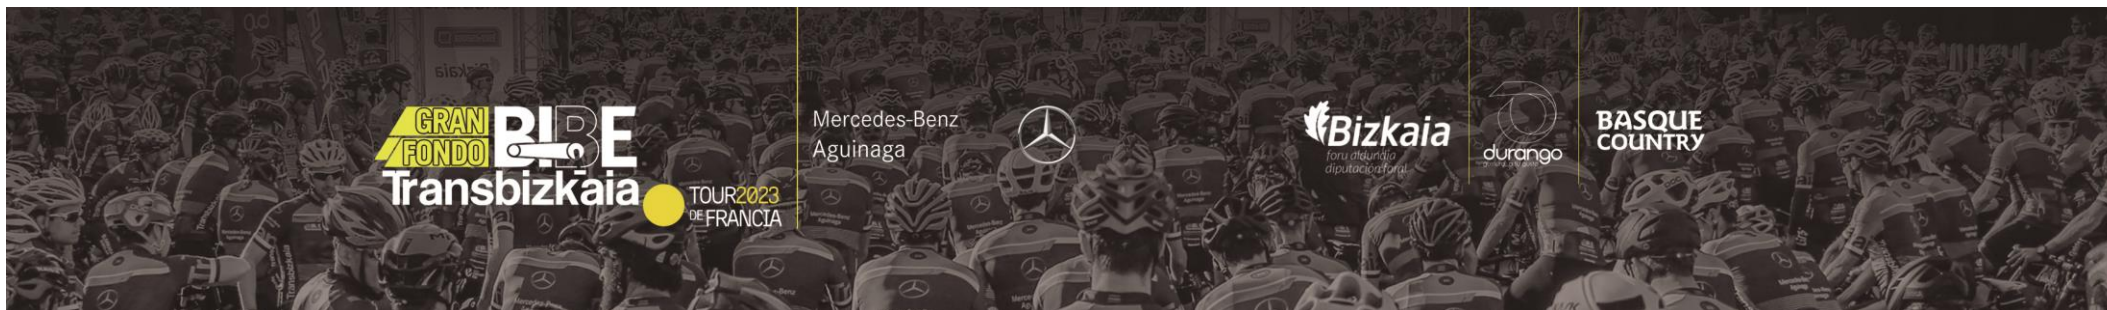 GRAN
FONDO
BIBE
Transbizkaia
TOUR2023
DE FRANCIA
Mercedes-Benz
Aguinaga
Bizkaia
foru aldundia
diputación foral
durango
BASQUE
COUNTRY